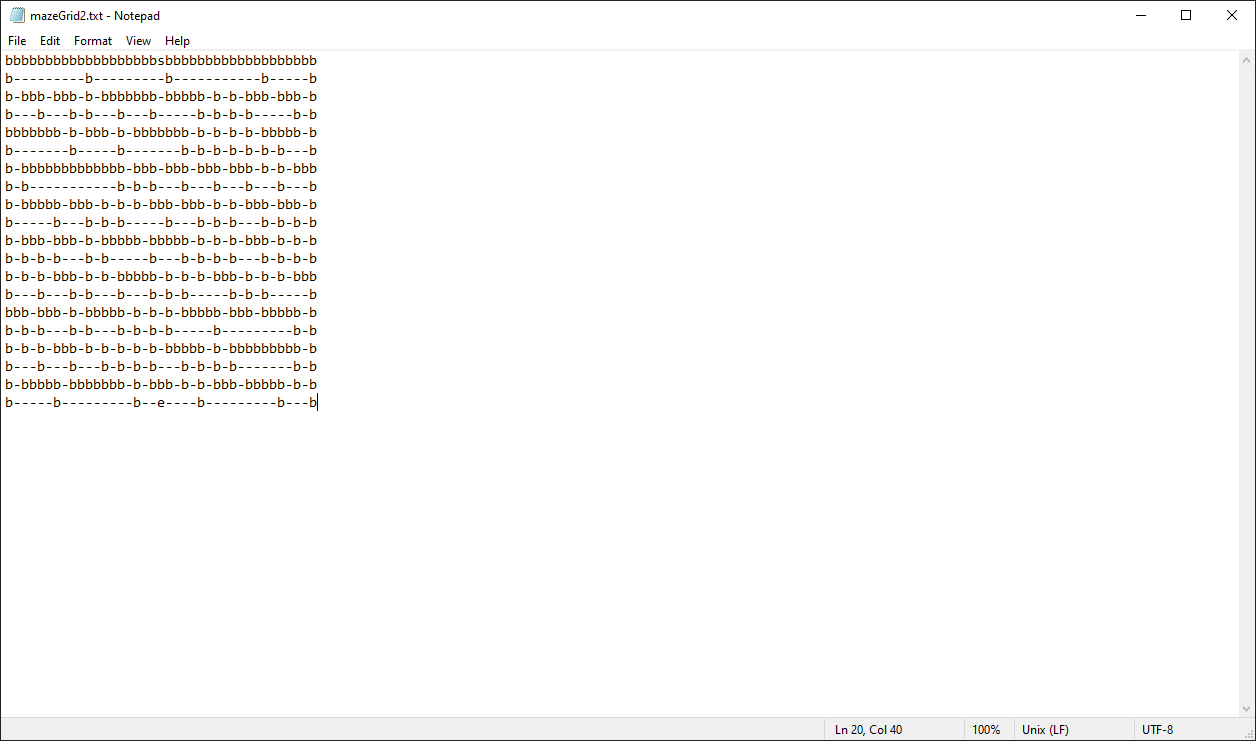 mazeGrid2.txt - Notepad
File Edit Format View Help
bbbbbbbbbbbbbbbbbbbsbbbbbbbbbbbbbbbbbbb
b---------b---------b-----------b-----b
b-bbb-bbb-b-bbbbbbb-bbbbb-b-b-bbb-bbb-b
b---b---b-b---b---b-----b-b-b-b-----b-b
bbbbbbb-b-bbb-b-bbbbbbb-b-b-b-b-bbbbb-b
b-------b-----b-------b-b-b-b-b-b-b---b
b-bbbbbbbbbbbbb-bbb-bbb-bbb-bbb-b-b-bbb
b-b-----------b-b-b---b---b---b---b---b
b-bbbbb-bbb-b-b-b-bbb-bbb-bbb-bbb-bbb-b
b-----b---b-b-b-----b---b-b-b---b-b-b-b
b-bbb-bbb-b-bbbbb-bbbbb-b-b-b-bbb-b-b-b
b-b-b-b---b---b-----b---b-b-b---b-b-b-b
b-b-b-bbb-b-b-bbbbb-b-b-b-bbb-b-b-b-bbb
b---b---b-b---b---b-b-b-----b-b-b-----b
bbb-bbb-b-bbbbb-b-b-b-bbbbb-bbb-bbbbb-b
b-b-b---b-b---b-b-b-b-----b---------b-b
b-b-b-bbb-b-b-b-b-b-bbbbb-b-bbbbbbbbb-b
b---b---b---b-b-b-b---b-b-b-b-------b-b
b-bbbbb-bbbbbbb-b-bbb-b-b-bbb-bbbbb-b-b
b-----b---------b--e----b---------b---b
Ln 20, Col 40 100% Unix (LF) UTF-8